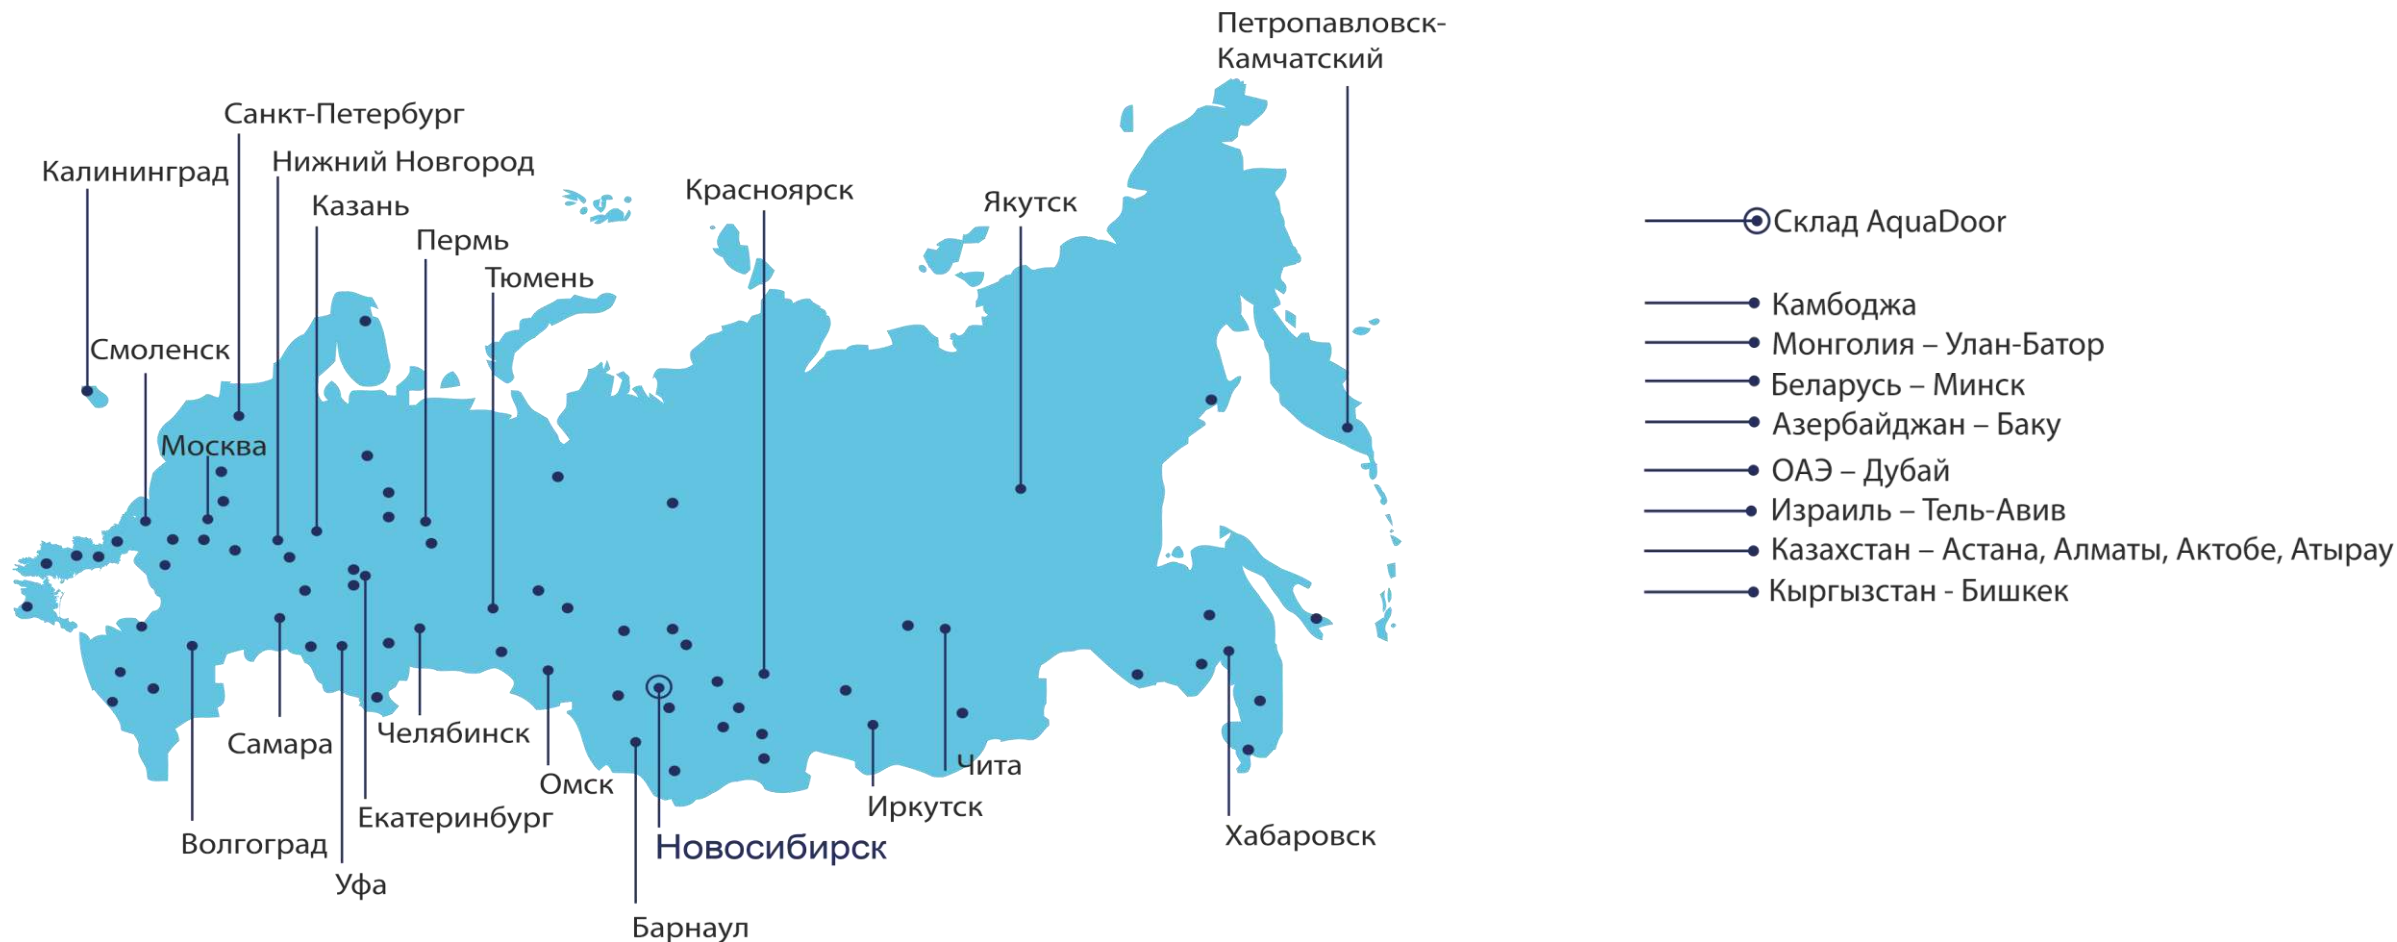 Петропавловск-
Камчатский
Санкт-Петербург
Нижний Новгород
Калининград
Красноярск
Якутск
Казань
Пермь
Тюмень
Смоленск
Москва
Самара
Челябинск
Омск
Чита
Иркутск
Екатеринбург
Волгоград
Новосибирск
Хабаровск
Уфа
Барнаул
Склад AquaDoor
Камбоджа
Монголия – Улан-Батор
Беларусь – Минск
Азербайджан – Баку
ОАЭ – Дубай
Израиль – Тель-Авив
Казахстан – Астана, Алматы, Актобе, Атырау
Кыргызстан - Бишкек